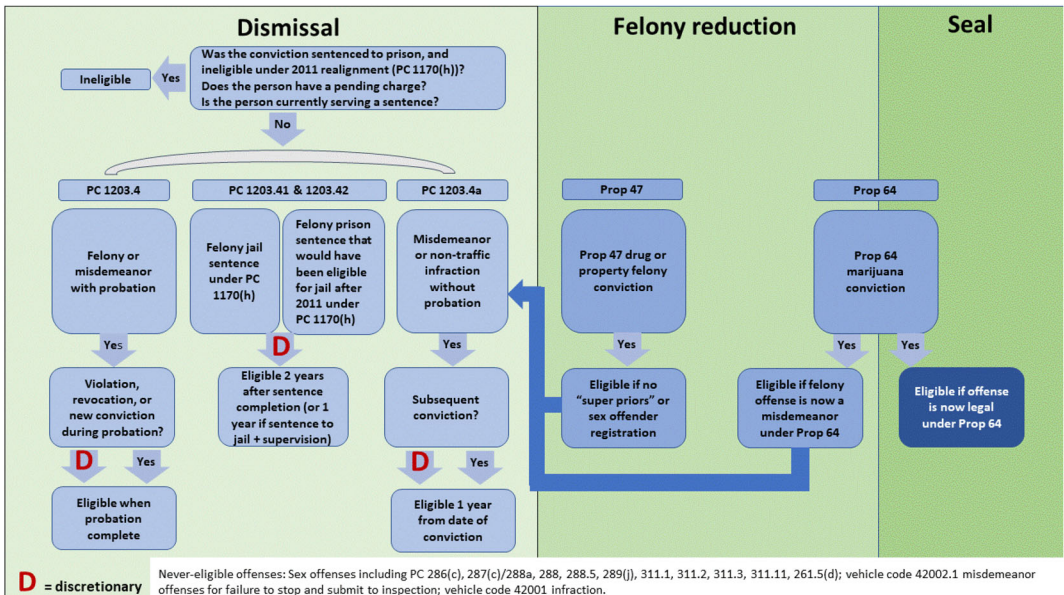 Dismissal
Felony reduction
Seal
Was the conviction sentenced to prison, and
ineligible under 2011 realignment (PC 1170(h))?
Does the person have a pending charge?
Is the person currently serving a sentence?
Yes
Ineligible
No
PC 1203.4
PC 1203.41 & 1203.42
PC 1203.4a
Prop 47
Prop 64
Felony or
misdemeanor
with probation
Felony jail
sentence
under PC
1170(h)
Felony prison
sentence that
would have
been eligible
for jail after
2011 under
PC 1170(h)
Misdemeanor
or non-traffic
infraction
without
probation
Prop 47 drug or
property felony
conviction
Prop 64
marijuana
conviction
Yes
D
Yes
Yes
Yes
Yes
Violation,
revocation, or
new conviction
during probation?
Eligible 2 years
after sentence
completion (or 1
year if sentence to
jail + supervision)
Subsequent
conviction?
Eligible if no
"super priors" or
sex offender
registration
Eligible if felony
offense is now a
misdemeanor
under Prop 64
Eligible if offense
is now legal
under Prop 64
D
Yes
D
Yes
Eligible when
probation
complete
Eligible 1 year
from date of
conviction
D = discretionary
Never-eligible offenses: Sex offenses including PC 286(c), 287(c)/288a, 288, 288.5, 289(j), 311.1, 311.2, 311.3, 311.11, 261.5(d); vehicle code 42002.1 misdemeanor
offenses for failure to stop and submit to inspection; vehicle code 42001 infraction.